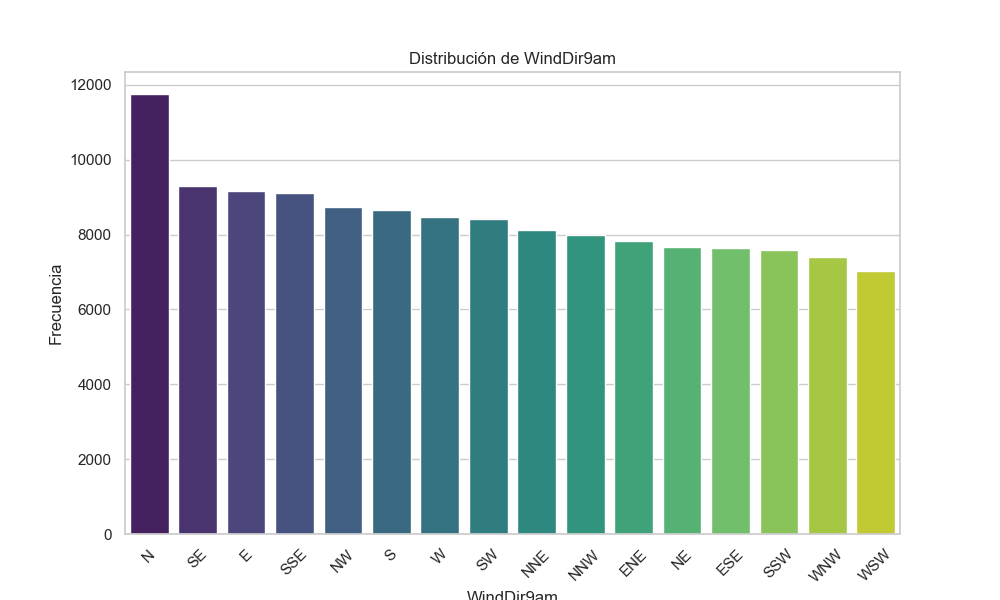 Distribución de WindDir9am
12000
10000
8000
6000
4000
2000
0
Frecuencia
N SE E SSE NW S W SW NNE NNW ENE NE ESE SSW WNW WSW
WindDir9am